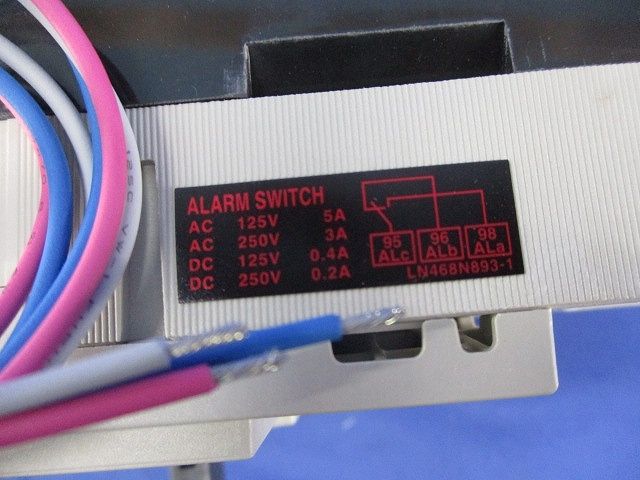 ALARM SWITCH
AC 125V 5A
AC 250V 3A
DC 125V 0.4A
DC 250V 0.2A
95 96 98
ALc ALb ALa
LN468N893-1